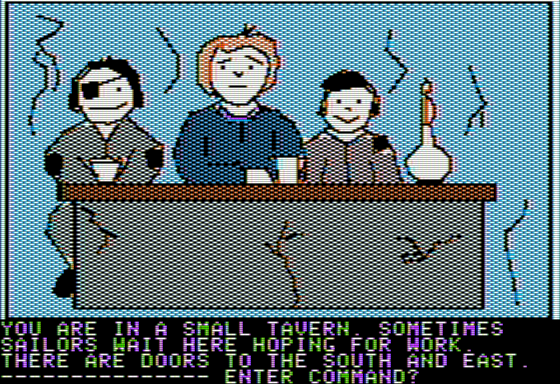 YOU ARE IN A SMALL TAVERN. SOMETIMES
SAILORS WAIT HERE HOPING FOR WORK.
THERE ARE DOORS TO THE SOUTH AND EAST.
--------------- ENTER COMMAND?